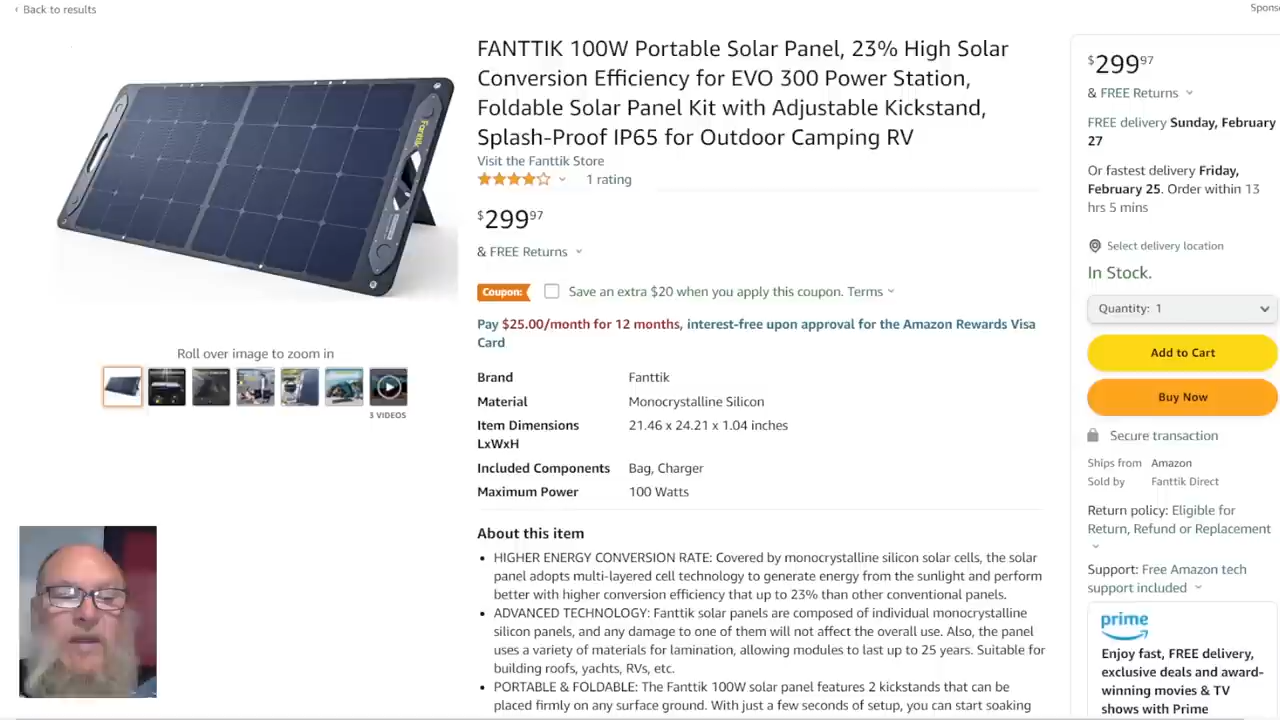 ‹ Back to results
FANTTIK 100W Portable Solar Panel, 23% High Solar
Conversion Efficiency for EVO 300 Power Station,
Foldable Solar Panel Kit with Adjustable Kickstand,
Splash-Proof IP65 for Outdoor Camping RV
Visit the Fanttik Store
1 rating
$299.97
& FREE Returns
Coupon: Save an extra $20 when you apply this coupon. Terms
Pay $25.00/month for 12 months, interest-free upon approval for the Amazon Rewards Visa
Card
Brand Fanttik
Material Monocrystalline Silicon
Item Dimensions 21.46 x 24.21 x 1.04 inches
LxWxH
Included Components Bag, Charger
Maximum Power 100 Watts
About this item
• HIGHER ENERGY CONVERSION RATE: Covered by monocrystalline silicon solar cells, the solar
panel adopts multi-layered cell technology to generate energy from the sunlight and perform
better with higher conversion efficiency that up to 23% than other conventional panels.
• ADVANCED TECHNOLOGY: Fanttik solar panels are composed of individual monocrystalline
silicon panels, and any damage to one of them will not affect the overall use. Also, the panel
uses a variety of materials for lamination, allowing modules to last up to 25 years. Suitable for
building roofs, yachts, RVs, etc.
• PORTABLE & FOLDABLE: The Fanttik 100W solar panel features 2 kickstands that can be
placed firmly on any surface ground. With just a few seconds of setup, you can start soaking
Fanttik
Roll over image to zoom in
3 VIDEOS
Spons
$299.97
& FREE Returns
FREE delivery Sunday, February
27
Or fastest delivery Friday,
February 25. Order within 13
hrs 5 mins
Select delivery location
In Stock.
Quantity: 1
Add to Cart
Buy Now
Secure transaction
Ships from Amazon
Sold by Fanttik Direct
Return policy: Eligible for
Return, Refund or Replacement
Support: Free Amazon tech
support included
prime
Enjoy fast, FREE delivery,
exclusive deals and award-
winning movies & TV
shows with Prime